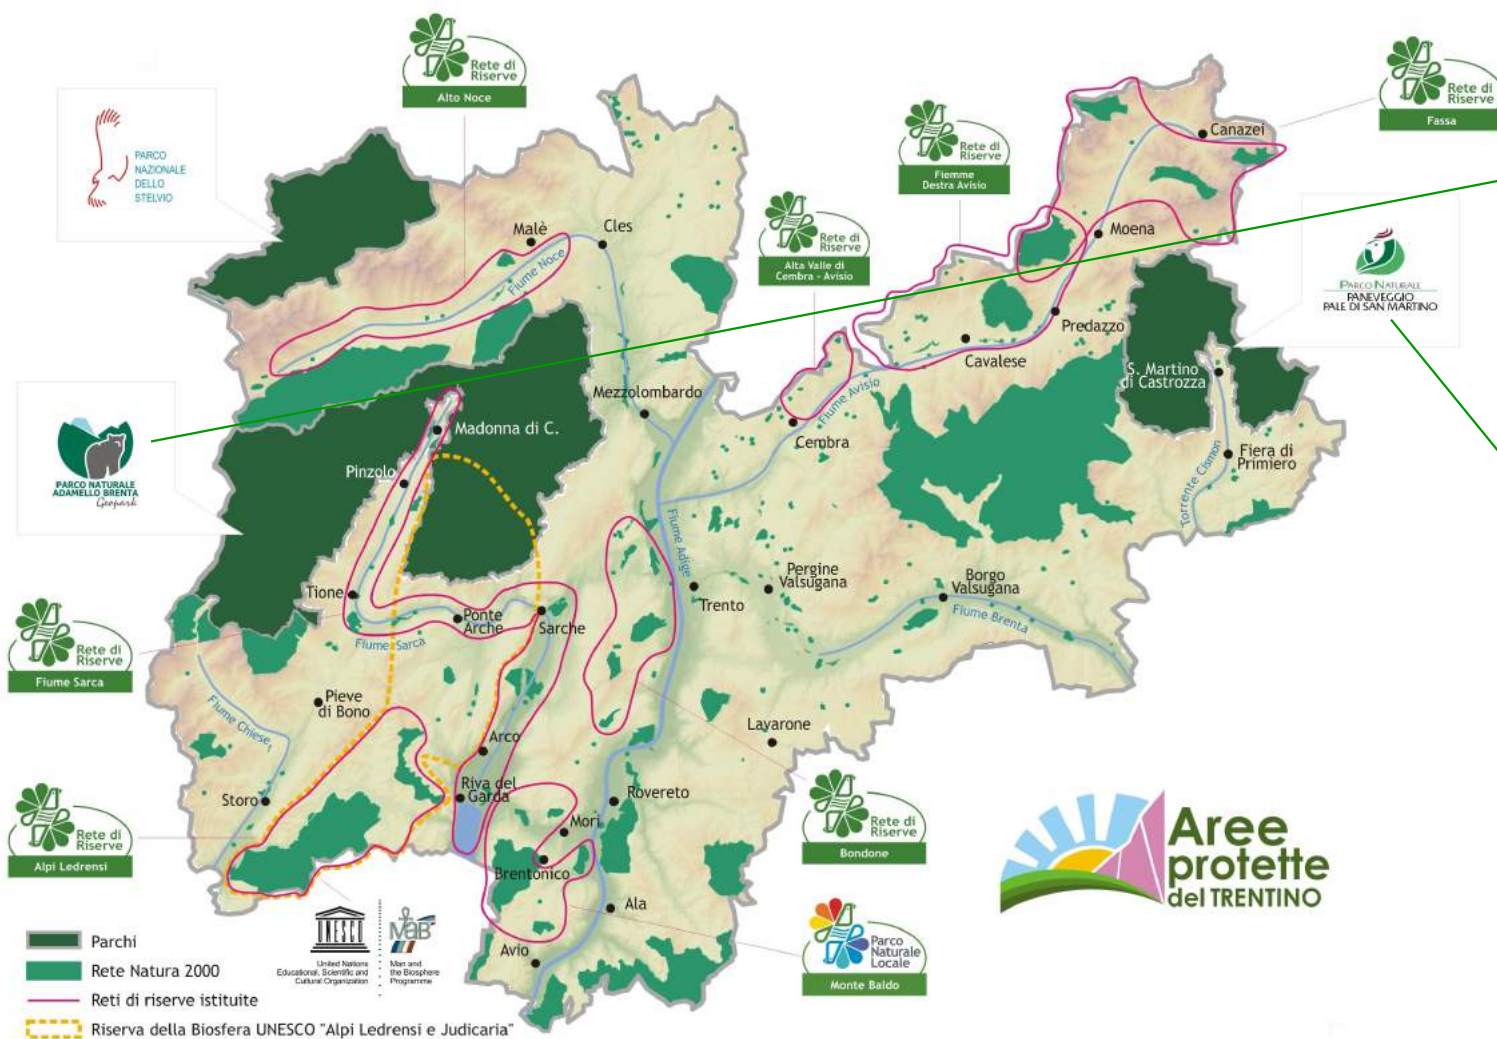 Rete di
Riserve
Alto Noce
Rete di
Riserve
Fassa
PARCO
NAZIONALE
DELLO
STELVIO
Rete di
Riserve
Fiemme
Destra Avisio
Canazei
Rete di
Riserve
Alta Valle di
Cembra - Avisio
Malè
Cles
Moena
Fiume Noce
PARCO NATURALE
PANEVEGGIO
PALE DI SAN MARTINO
Predazzo
Cavalese
S. Martino
di Castrozza
Fiume Avisio
Mezzolombardo
Madonna di C.
Cembra
Fiera di
Primiero
Pinzolo
PARCO NATURALE
ADAMELLO BRENTA
Geopark
Torrente Cismon
Fiume Adige
Pergine
Valsugana
Borgo
Valsugana
Tione
Trento
Ponte
Arche
Sarche
Fiume Brenta
Fiume Sarca
Rete di
Riserve
Fiume Sarca
Pieve
di Bono
Fiume Chiese
Lavarone
Arco
Riva del
Garda
Storo
Rovereto
Rete di
Riserve
Alpi Ledrensi
Mori
Rete di
Riserve
Bondone
Brentonico
Aree
protette
del TRENTINO
Ala
Avio
Parco
Naturale
Locale
Monte Baldo
UNESCO
MaB
United Nations
Educational, Scientific and
Cultural Organization
Man and
the Biosphere
Programme
Parchi
Rete Natura 2000
Reti di riserve istituite
Riserva della Biosfera UNESCO "Alpi Ledrensi e Judicaria"